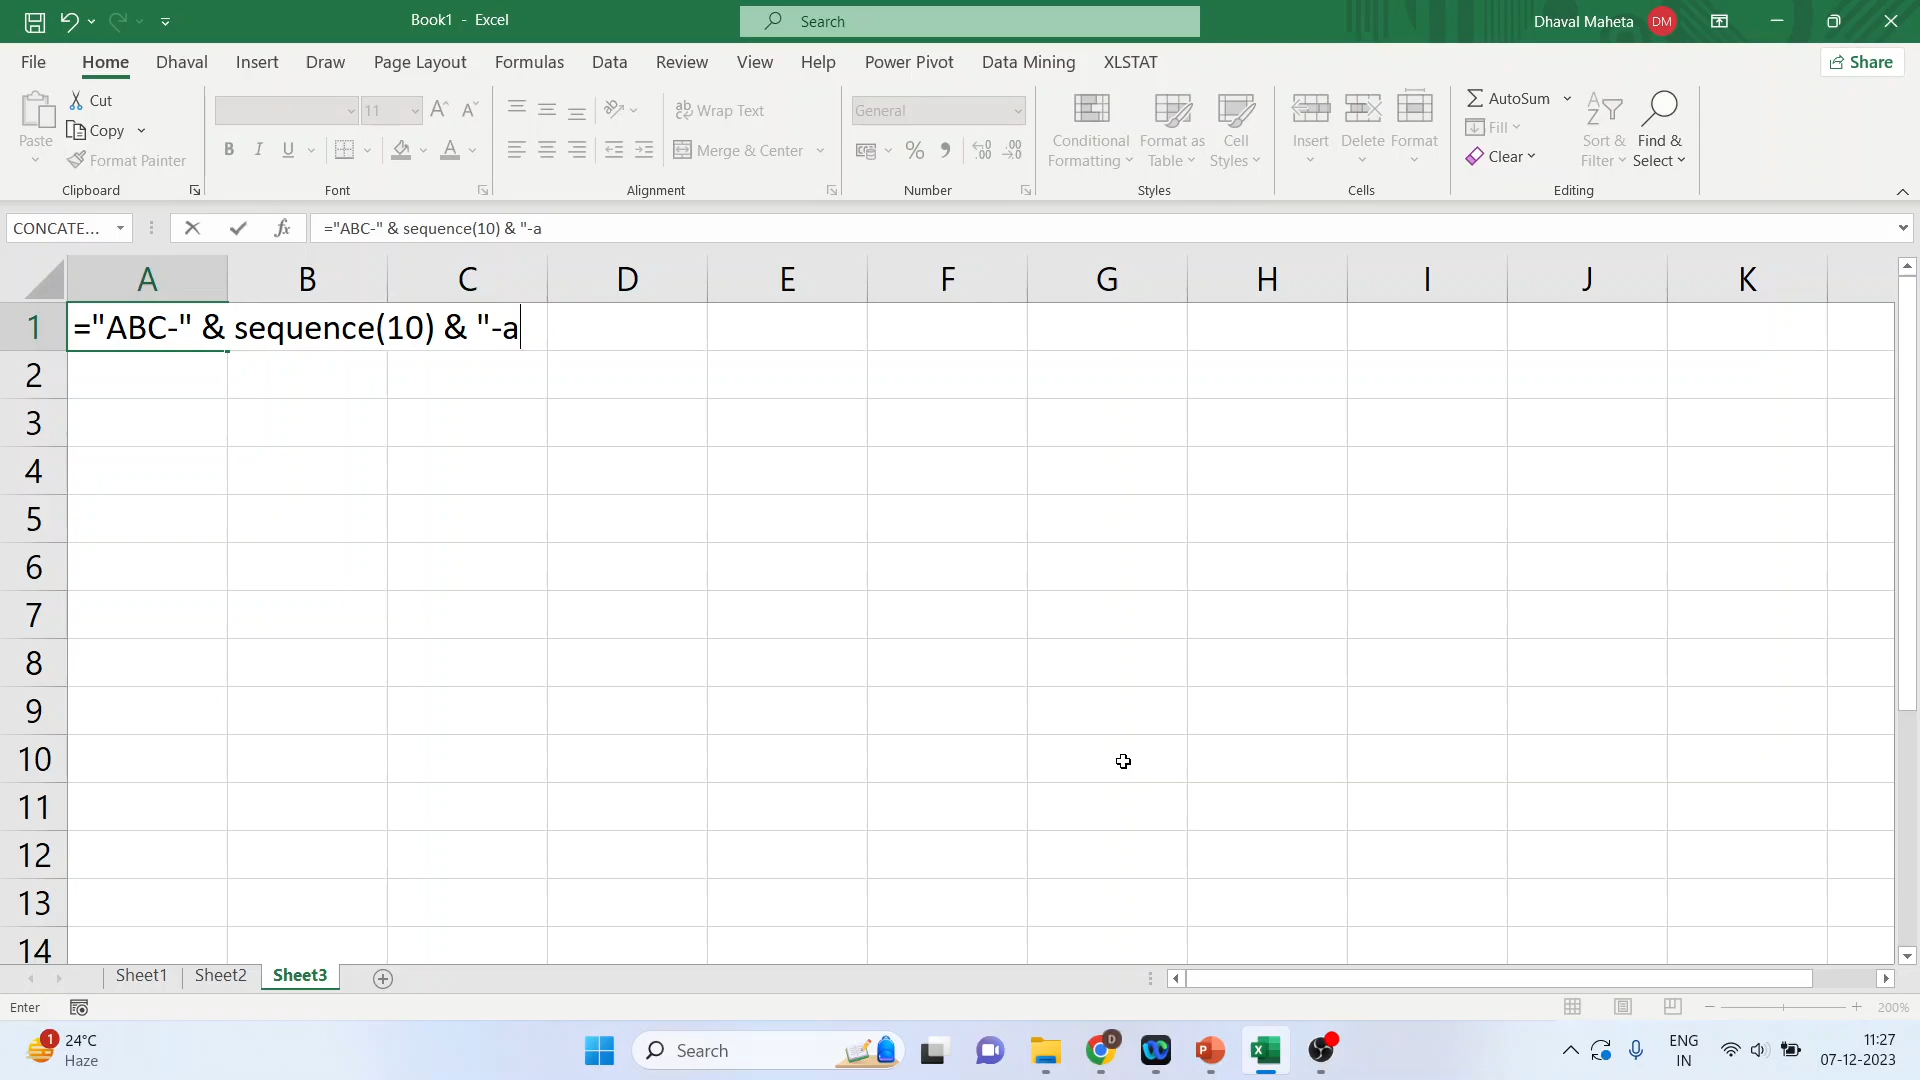 Book1 - Excel
Search
Dhaval Maheta
DM
File Home Dhaval Insert Draw Page Layout Formulas Data Review View Help Power Pivot Data Mining XLSTAT
Share
Paste
Cut
Copy
Format Painter
Clipboard
11
A A
B I U A
Font
ab Wrap Text
Merge & Center
Alignment
General
%
Number
Conditional Formatting
Format as Table
Cell Styles
Styles
Insert
Delete
Format
Cells
AutoSum
Fill
Clear
Sort & Filter
Find & Select
Editing
CONCATE...
fx
="ABC-" & sequence(10) & "-a
A B C D E F G H I J K
1 ="ABC-" & sequence(10) & "-a
2
3
4
5
6
7
8
9
10
11
12
13
14
Sheet1 Sheet2 Sheet3
Enter
200%
1
24°C
Haze
Search
D
ENG
IN
11:27
07-12-2023